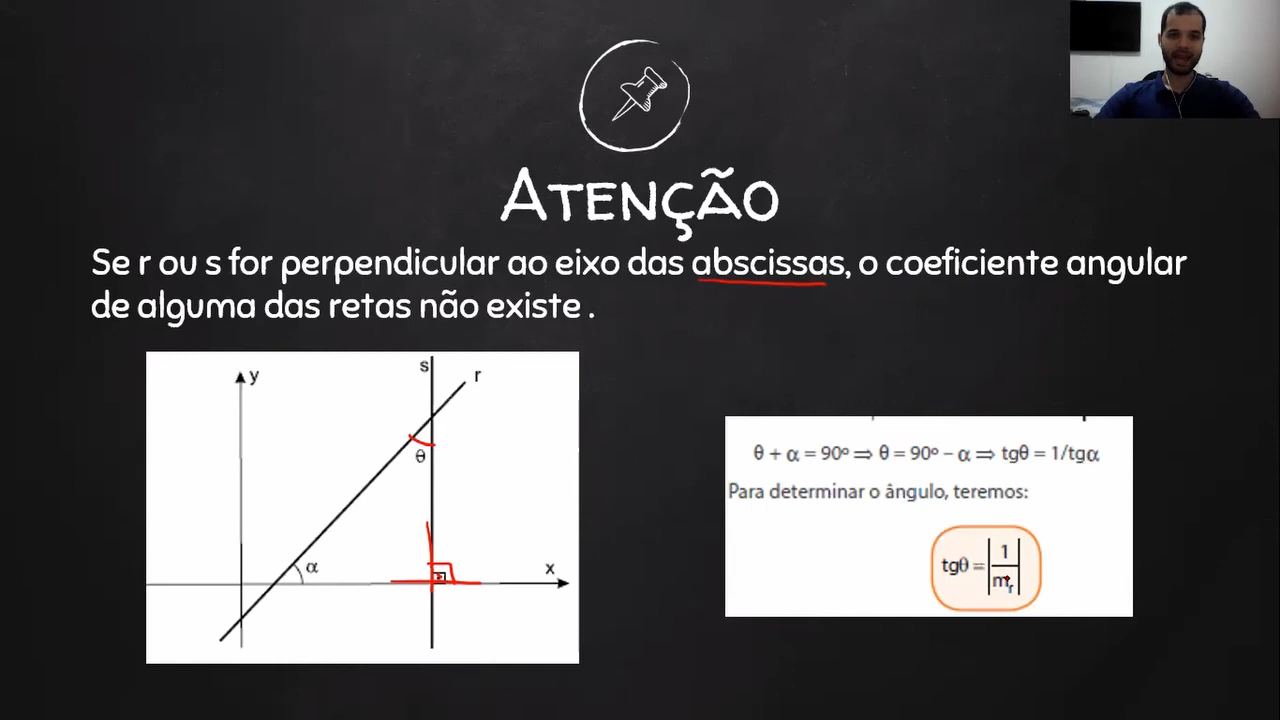 Atenção
Se r ou s for perpendicular ao eixo das abscissas, o coeficiente angular
de alguma das retas não existe .
y
s
r
θ
α
x
θ + α = 90º ⇒ θ = 90º − α ⇒ tgθ = 1/tgα
Para determinar o ângulo, teremos:
tgθ = |1/mr|